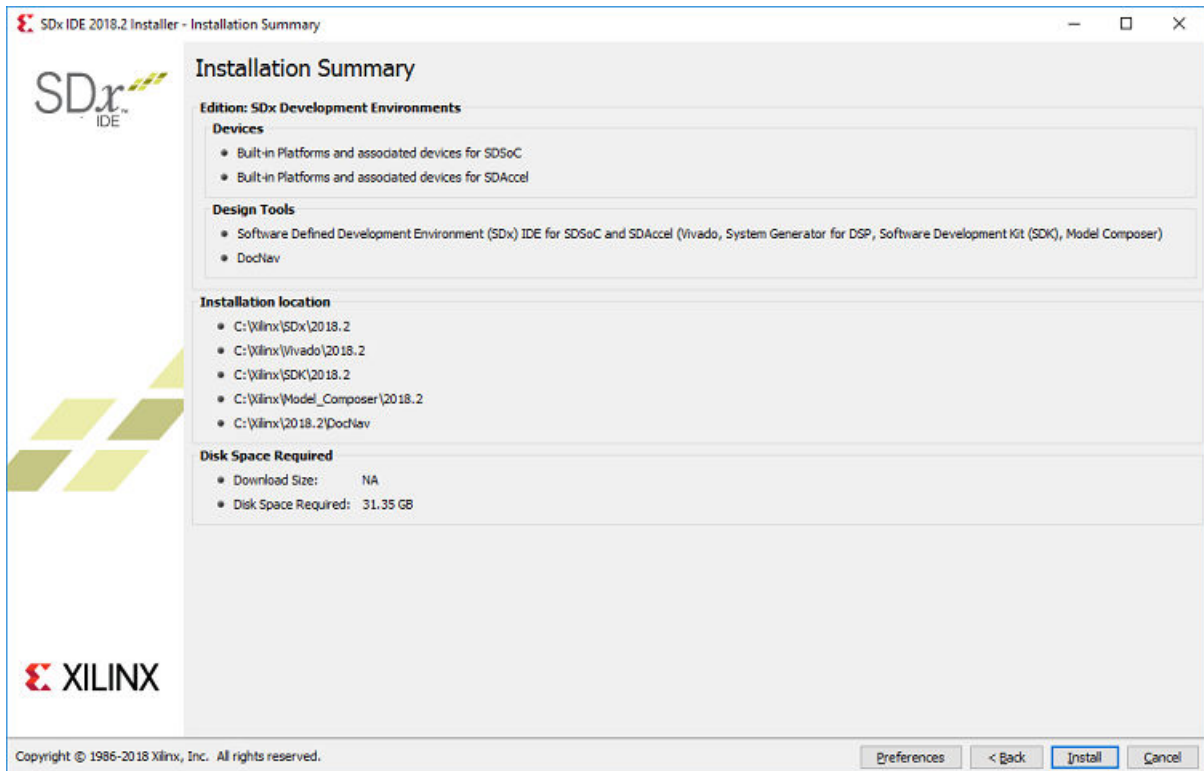 SDx IDE 2018.2 Installer - Installation Summary
SDx™
IDE
Installation Summary
Edition: SDx Development Environments
Devices
Built-in Platforms and associated devices for SDSoC
Built-in Platforms and associated devices for SDAccel
Design Tools
Software Defined Development Environment (SDx) IDE for SDSoC and SDAccel (Vivado, System Generator for DSP, Software Development Kit (SDK), Model Composer)
DocNav
Installation location
C:\Xilinx\SDx\2018.2
C:\Xilinx\Vivado\2018.2
C:\Xilinx\SDK\2018.2
C:\Xilinx\Model_Composer\2018.2
C:\Xilinx\2018.2\DocNav
Disk Space Required
Download Size: NA
Disk Space Required: 31.35 GB
XILINX
Copyright © 1986-2018 Xilinx, Inc. All rights reserved.
Preferences < Back Install Cancel